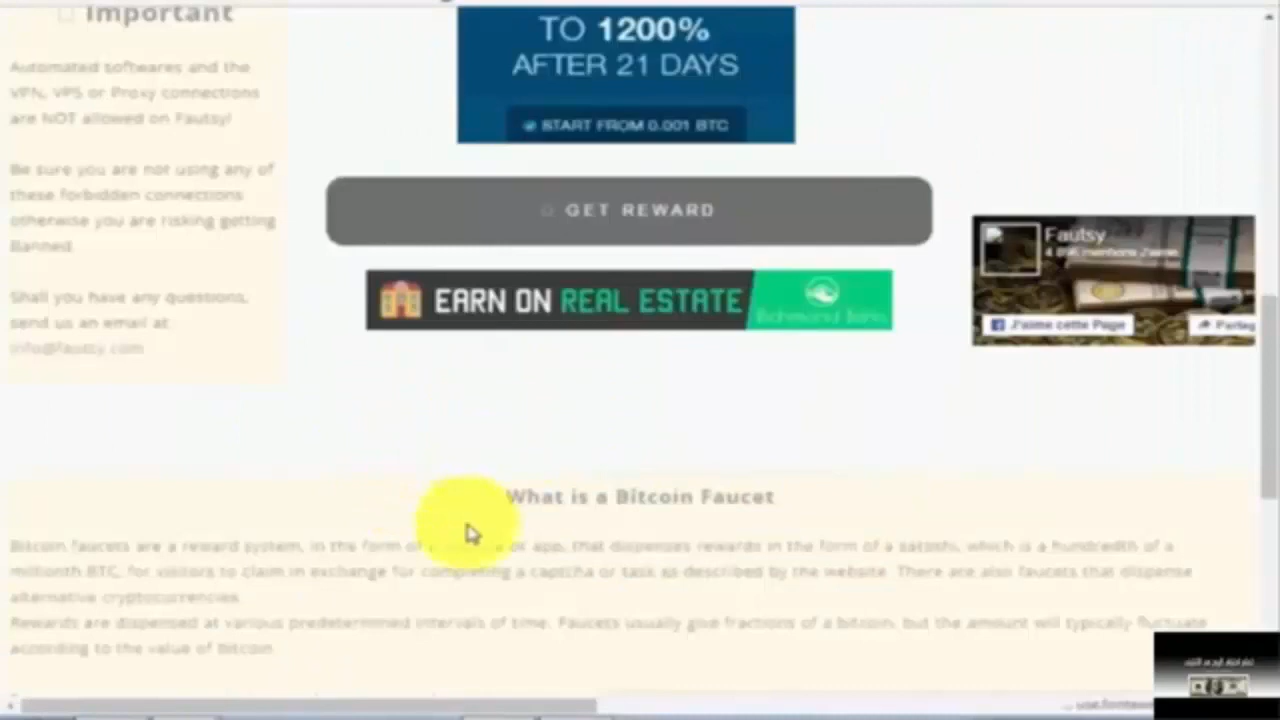 Important
Automated softwares and the
VPN, VPS or Proxy connections
are NOT allowed on Fautsy!
Be sure you are not using any of
these forbidden connections
otherwise you are risking getting
Banned.
Shall you have any questions,
send us an email at:
info@fautsy.com
TO 1200%
AFTER 21 DAYS
START FROM 0.001 BTC
GET REWARD
EARN ON REAL ESTATE
Fautsy
J'aime cette Page
Partag
What is a Bitcoin Faucet
Bitcoin faucets are a reward system, in the form of a or app, that dispenses rewards in the form of a satoshi, which is a hundredth of a
millionth BTC, for visitors to claim in exchange for completing a captcha or task as described by the website. There are also faucets that dispense
alternative cryptocurrencies.
Rewards are dispensed at various predetermined intervals of time. Faucets usually give fractions of a bitcoin, but the amount will typically fluctuate
according to the value of Bitcoin